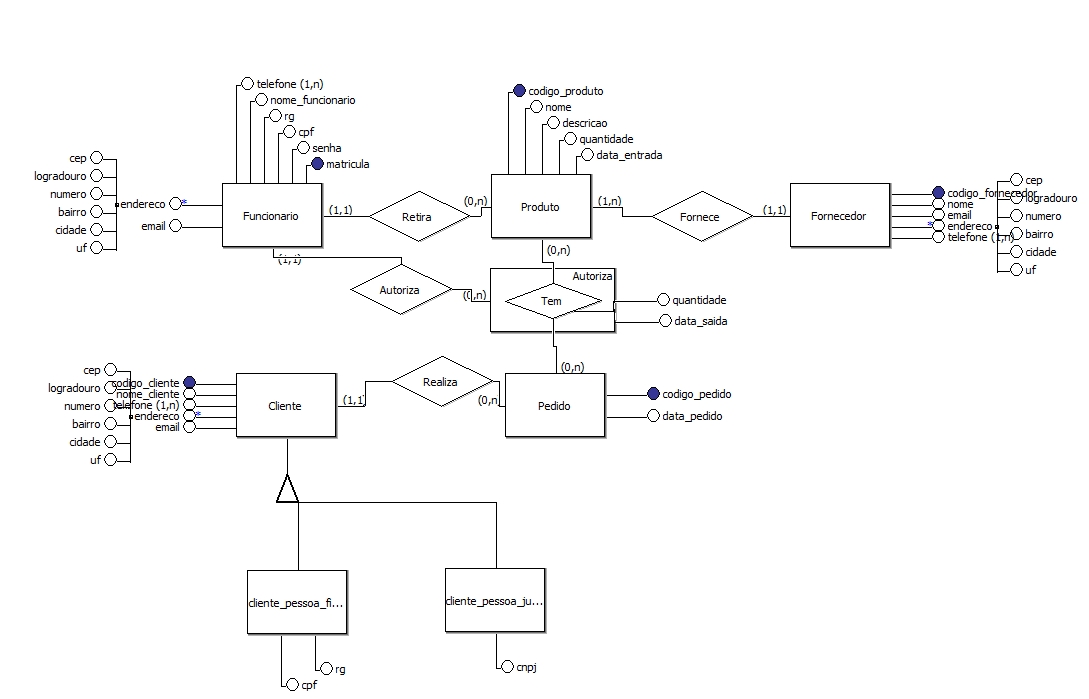 telefone (1,n)
nome_funcionario
rg
cpf
senha
matricula
cep
logradouro
numero
bairro
cidade
uf
endereco
*
email
Funcionario
(1,1)
Retira
(0,n)
codigo_produto
nome
descricao
quantidade
data_entrada
Produto
(1,n)
Fornece
(1,1)
Fornecedor
codigo_fornecedor
nome
email
*
endereco
telefone (1,n)
cep
logradouro
numero
bairro
cidade
uf
(1,1)
Autoriza
(0,n)
(0,n)
Autoriza
Tem
quantidade
data_saida
(0,n)
cep
logradouro
numero
bairro
cidade
uf
codigo_cliente
nome_cliente
telefone (1,n)
endereco
*
email
Cliente
(1,1)
Realiza
(0,n)
Pedido
codigo_pedido
data_pedido
cliente_pessoa_fi...
cliente_pessoa_ju...
rg
cpf
cnpj